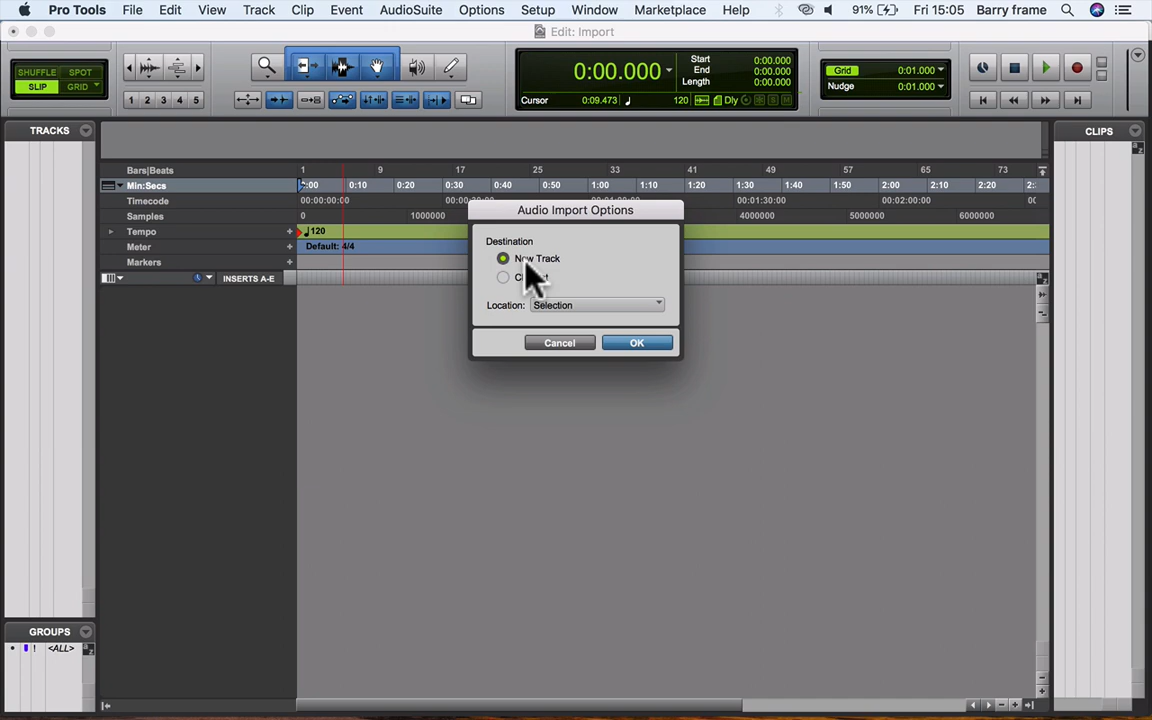 Pro Tools File Edit View Track Clip Event AudioSuite Options Setup Window Marketplace Help 91% Fri 15:05 Barry frame
Edit: Import
SHUFFLE SPOT
SLIP GRID
1 2 3 4 5
0:00.000
Start 0:00.000
End 0:00.000
Length 0:00.000
Cursor 0:09.473 120 Dly
Grid 0:01.000
Nudge 0:01.000
TRACKS
CLIPS
Bars|Beats 1 9 17 25 33 41 49 57 65 73
Min:Secs 0:10 0:20 0:30 0:40 0:50 1:00 1:10 1:20 1:30 1:40 1:50 2:00 2:10 2:20
Timecode 00:00:00:00 00:01:30:00 00:02:00:00
Samples 0 1000000 4000000 5000000 6000000
Tempo 120
Meter Default: 4/4
Markers
INSERTS A-E
Audio Import Options
Destination
New Track
Location: Selection
Cancel OK
GROUPS
! <ALL>